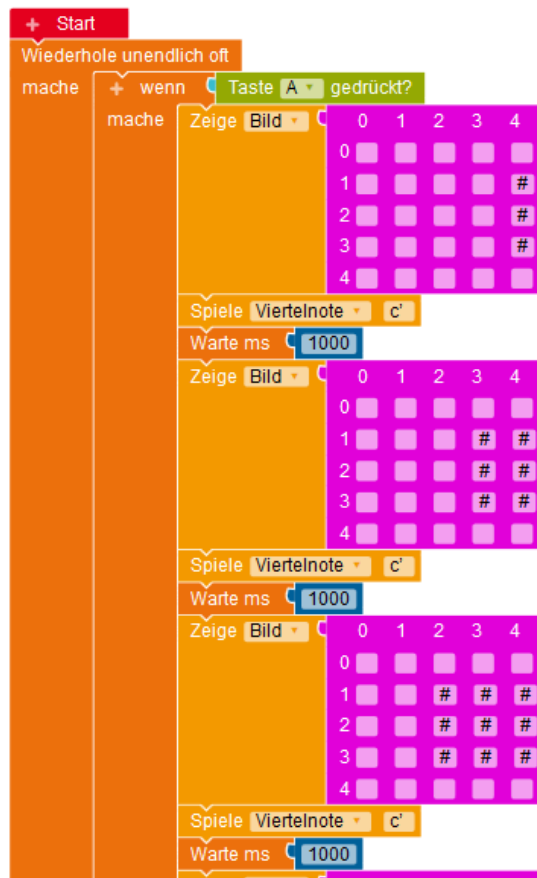 + Start
Wiederhole unendlich oft
mache + wenn Taste A gedrückt?
mache Zeige Bild 0 1 2 3 4
0
1 #
2 #
3 #
4
Spiele Viertelnote c'
Warte ms 1000
Zeige Bild 0 1 2 3 4
0
1 # #
2 # #
3 # #
4
Spiele Viertelnote c'
Warte ms 1000
Zeige Bild 0 1 2 3 4
0
1 # # #
2 # # #
3 # # #
4
Spiele Viertelnote c'
Warte ms 1000